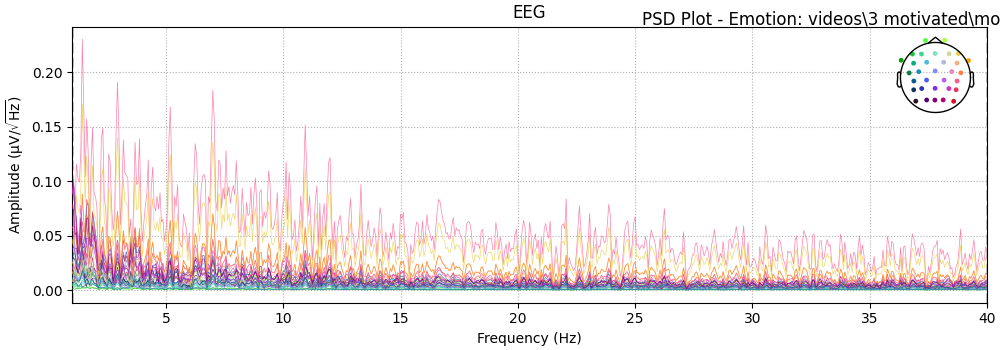 EEG
PSD Plot - Emotion: videos\3 motivated\mo
Amplitude (µV/√Hz)
0.20
0.15
0.10
0.05
0.00
5 10 15 20 25 30 35 40
Frequency (Hz)